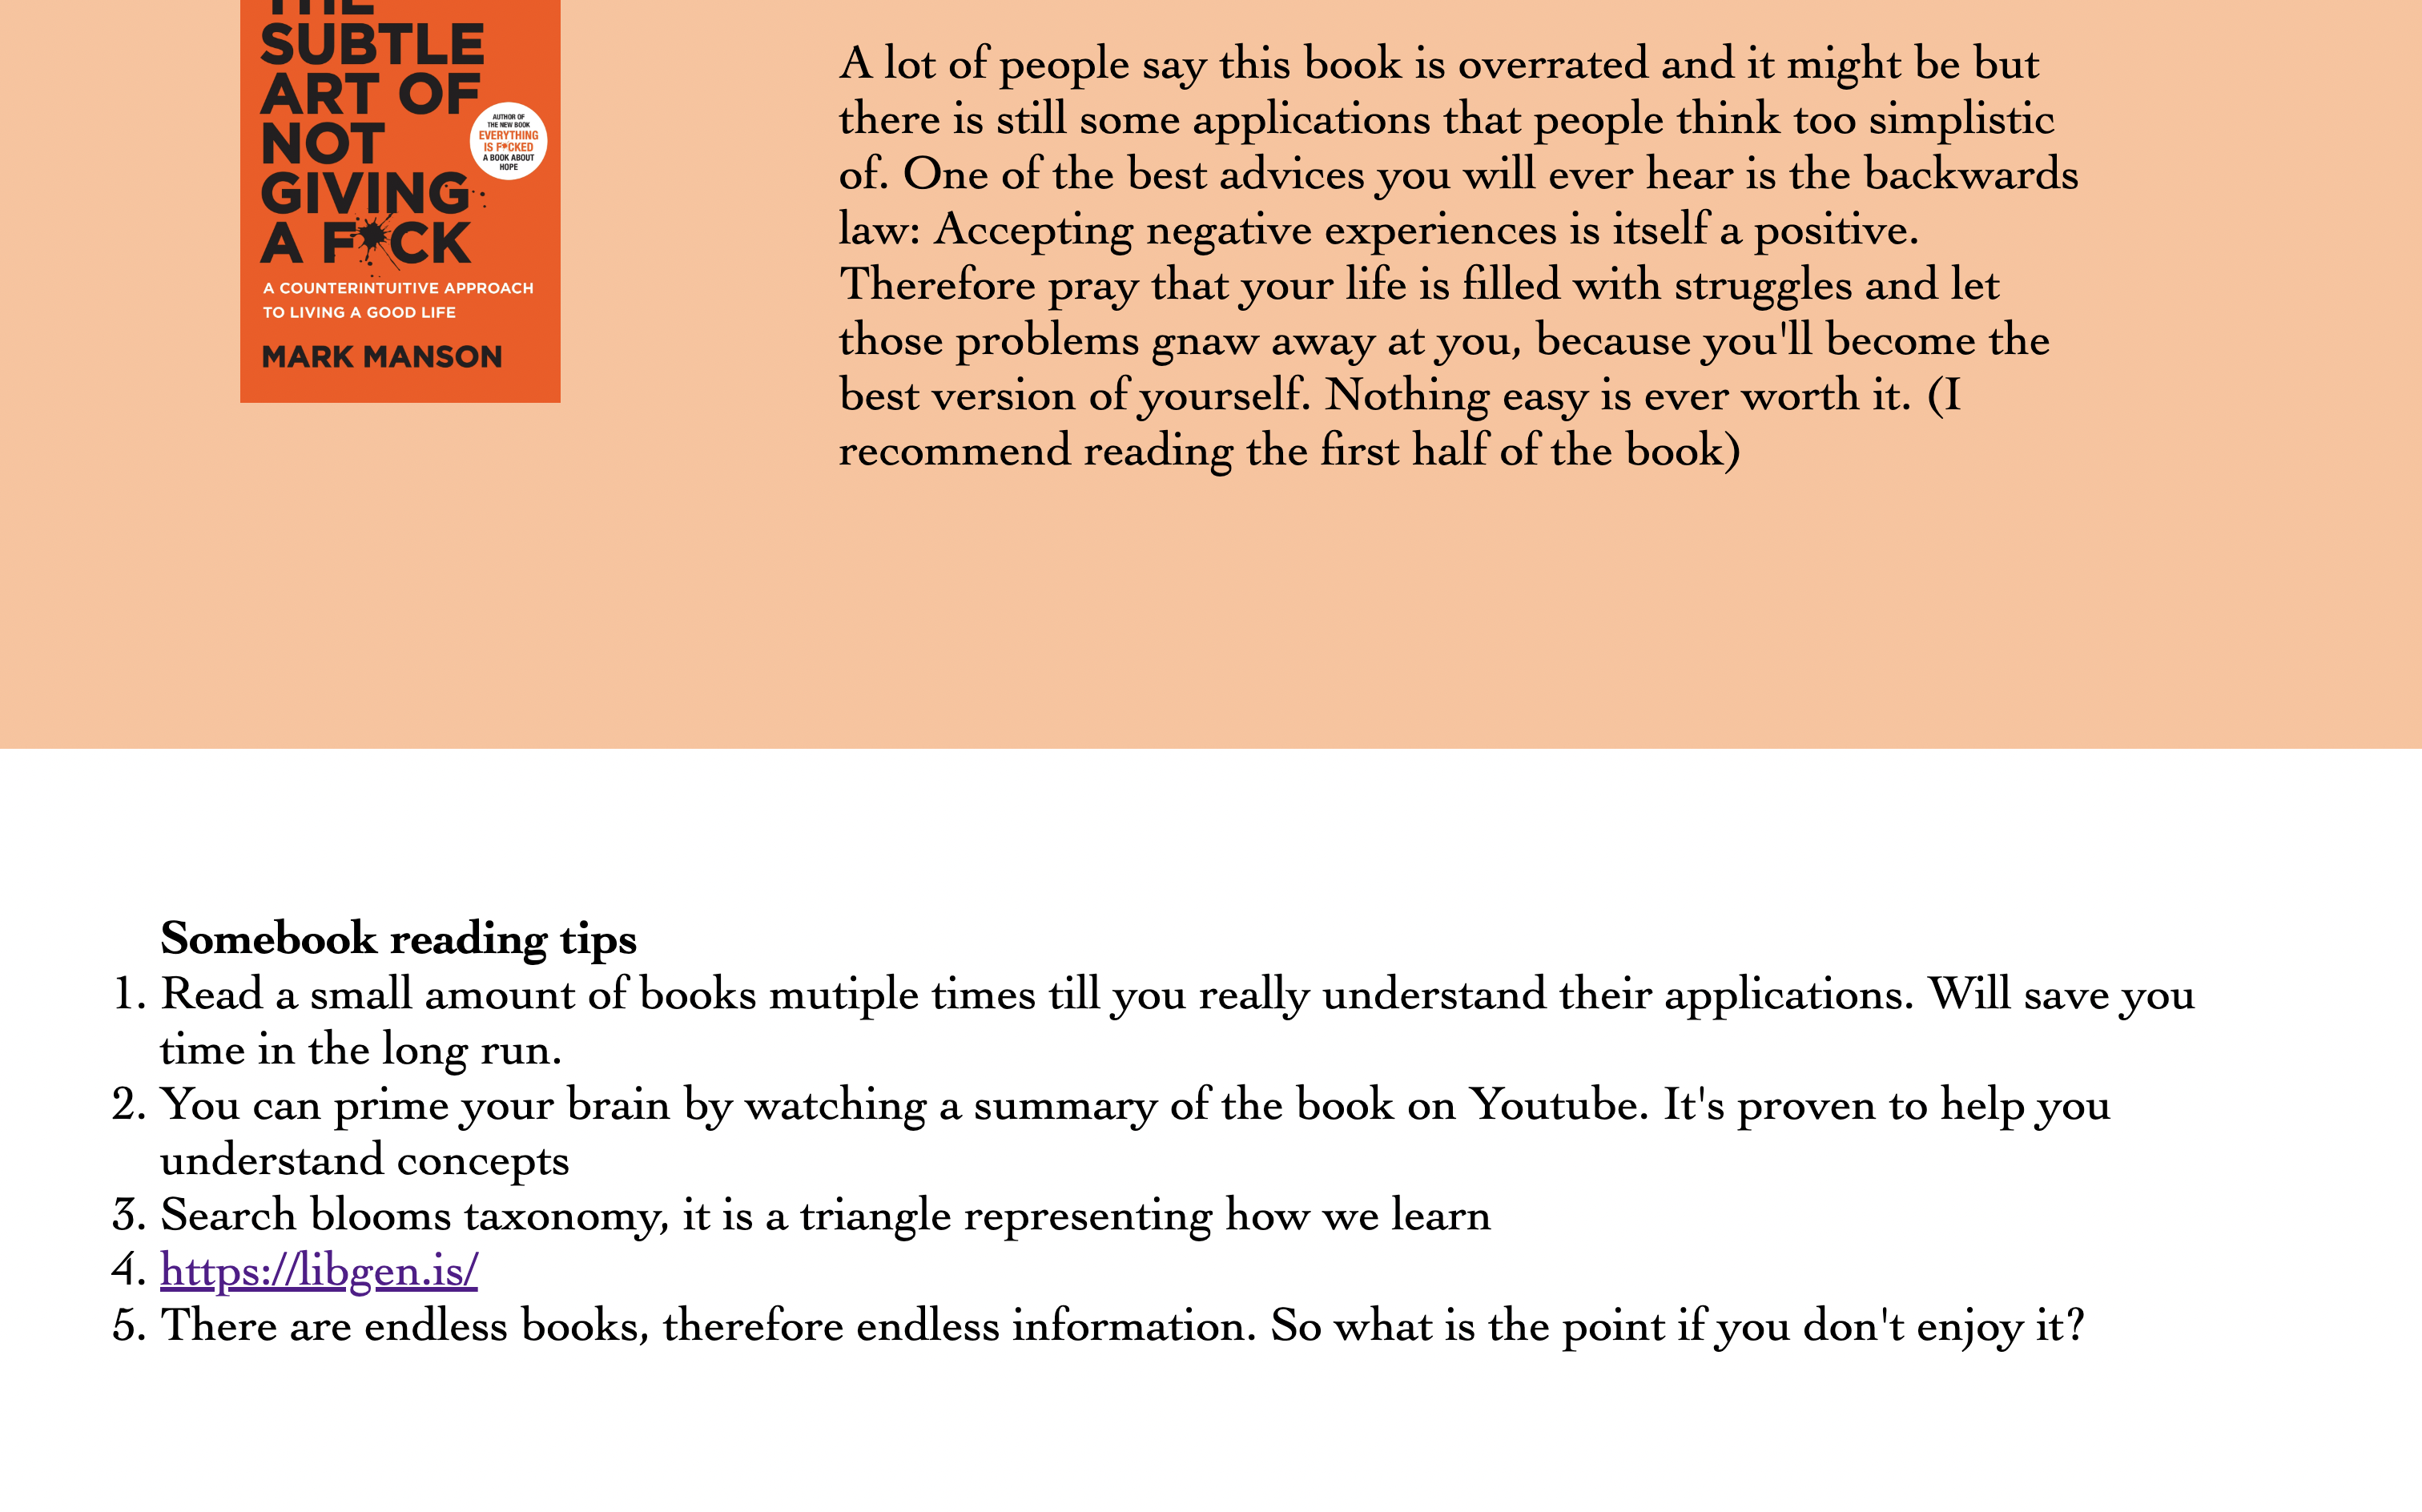 THE
SUBTLE
ART OF
NOT
GIVING
A F*CK
AUTHOR OF
THE NEW BOOK
EVERYTHING
IS F*CKED
A BOOK ABOUT
HOPE
A COUNTERINTUITIVE APPROACH
TO LIVING A GOOD LIFE
MARK MANSON
A lot of people say this book is overrated and it might be but
there is still some applications that people think too simplistic
of. One of the best advices you will ever hear is the backwards
law: Accepting negative experiences is itself a positive.
Therefore pray that your life is filled with struggles and let
those problems gnaw away at you, because you'll become the
best version of yourself. Nothing easy is ever worth it. (I
recommend reading the first half of the book)
Somebook reading tips
1. Read a small amount of books mutiple times till you really understand their applications. Will save you
time in the long run.
2. You can prime your brain by watching a summary of the book on Youtube. It's proven to help you
understand concepts
3. Search blooms taxonomy, it is a triangle representing how we learn
4. https://libgen.is/
5. There are endless books, therefore endless information. So what is the point if you don't enjoy it?